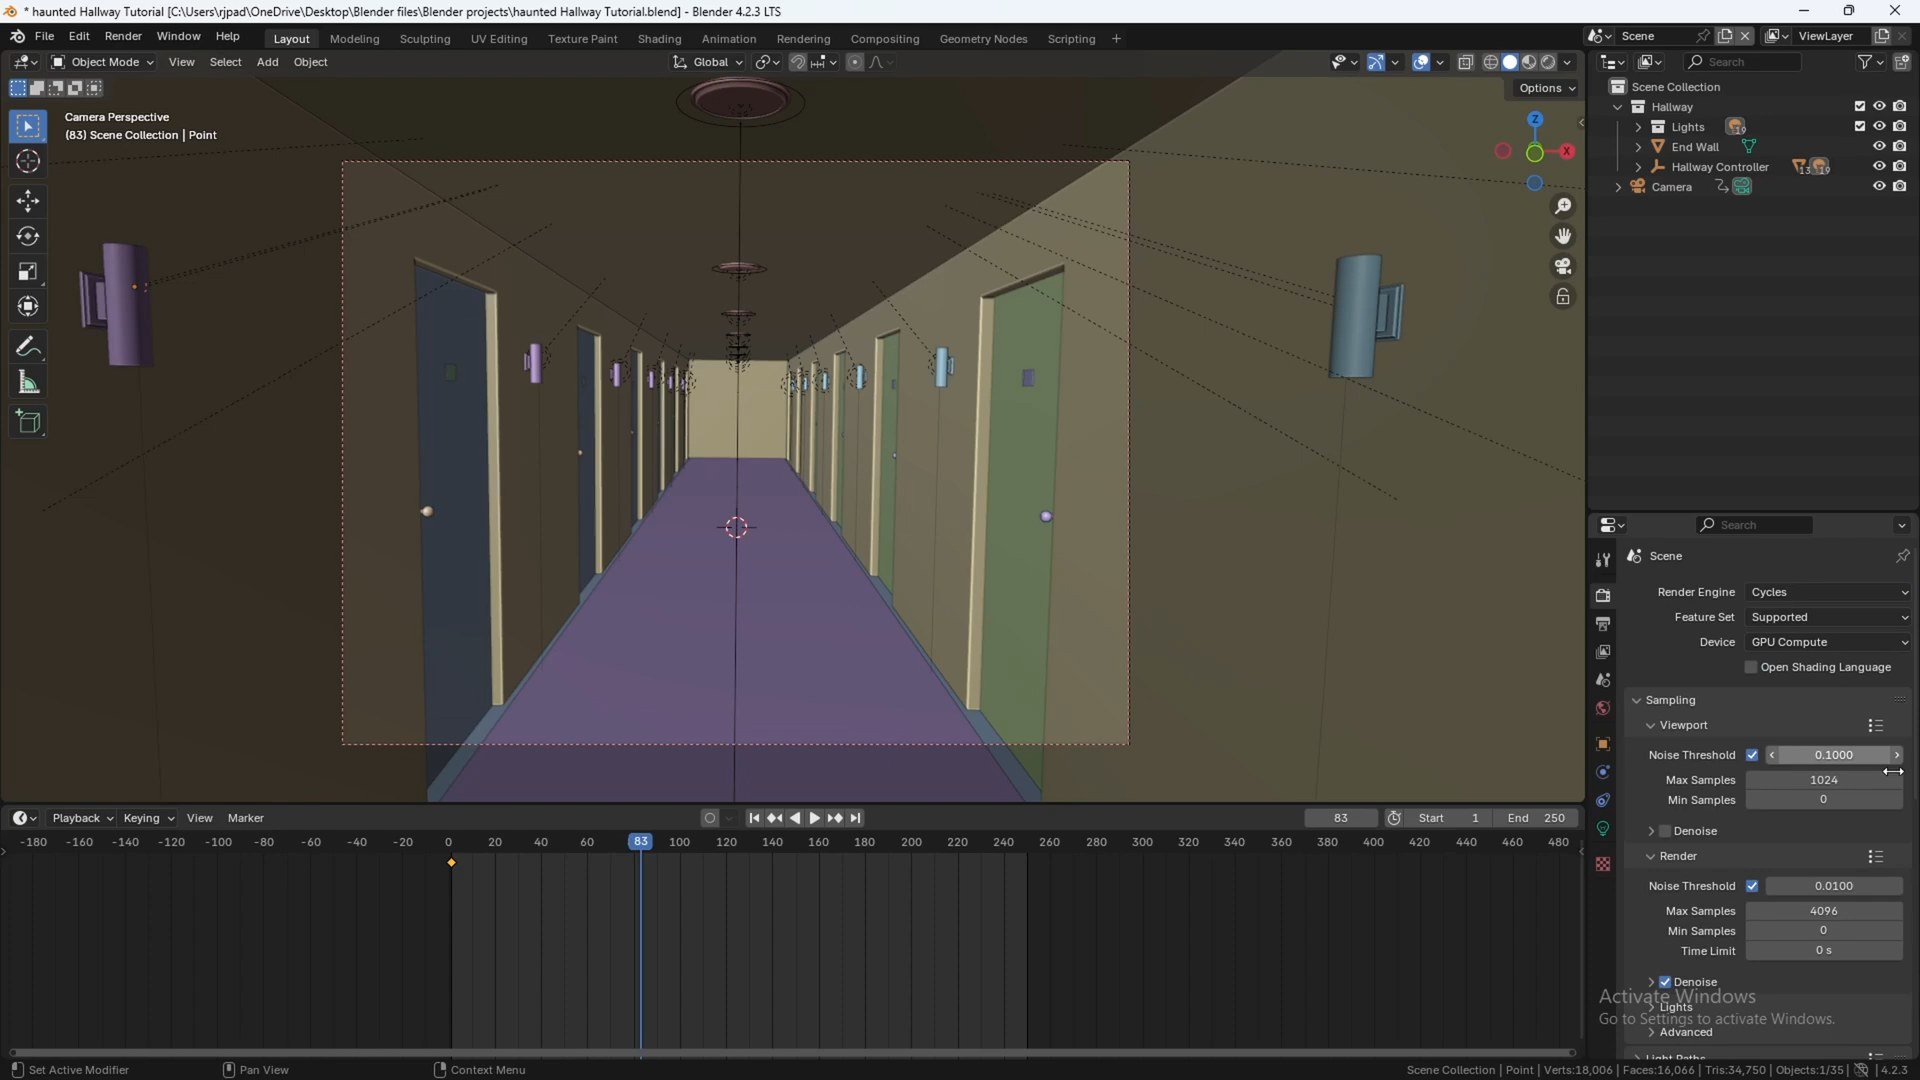 * haunted Hallway Tutorial [C:\Users\rjpad\OneDrive\Desktop\Blender files\Blender projects\haunted Hallway Tutorial.blend] - Blender 4.2.3 LTS
File Edit Render Window Help Layout Modeling Sculpting UV Editing Texture Paint Shading Animation Rendering Compositing Geometry Nodes Scripting + Scene ViewLayer
Object Mode View Select Add Object Global Search
Options
Camera Perspective
(83) Scene Collection | Point
Z
X
Scene Collection
Hallway
Lights 19
End Wall
Hallway Controller 13 19
Camera
Search
Scene
Render Engine Cycles
Feature Set Supported
Device GPU Compute
Open Shading Language
Sampling
Viewport
Noise Threshold 0.1000
Max Samples 1024
Min Samples 0
Denoise
Render
Noise Threshold 0.0100
Max Samples 4096
Min Samples 0
Time Limit 0 s
Denoise
Lights
Advanced
Light Paths
Activate Windows
Go to Settings to activate Windows.
Playback Keying View Marker 83 Start 1 End 250
-180 -160 -140 -120 -100 -80 -60 -40 -20 0 20 40 60 83 100 120 140 160 180 200 220 240 260 280 300 320 340 360 380 400 420 440 460 480
Set Active Modifier Pan View Context Menu Scene Collection | Point | Verts:18,006 | Faces:16,066 | Tris:34,750 | Objects:1/35 | 4.2.3